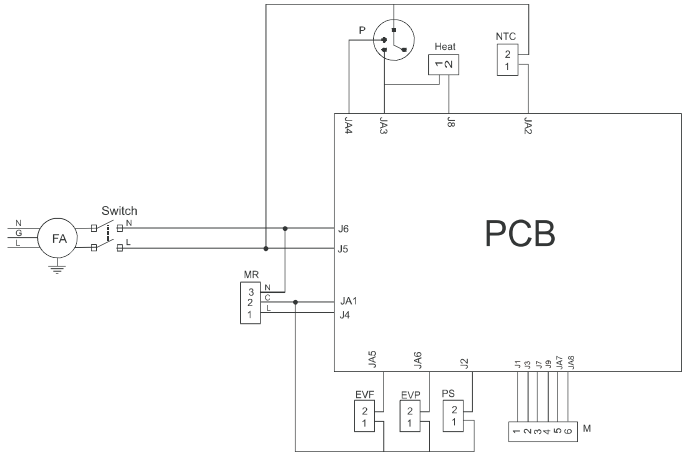 P
Heat
1 2
NTC
2
1
JA4
JA3
J8
JA2
Switch
N
G
L
FA
N
L
J6
J5
PCB
MR
3
2
1
N
C
L
JA1
J4
JA5
JA6
J2
J1
J3
J7
J9
JA7
JA8
EVF
2
1
EVP
2
1
PS
2
1
1 2 3 4 5 6
M